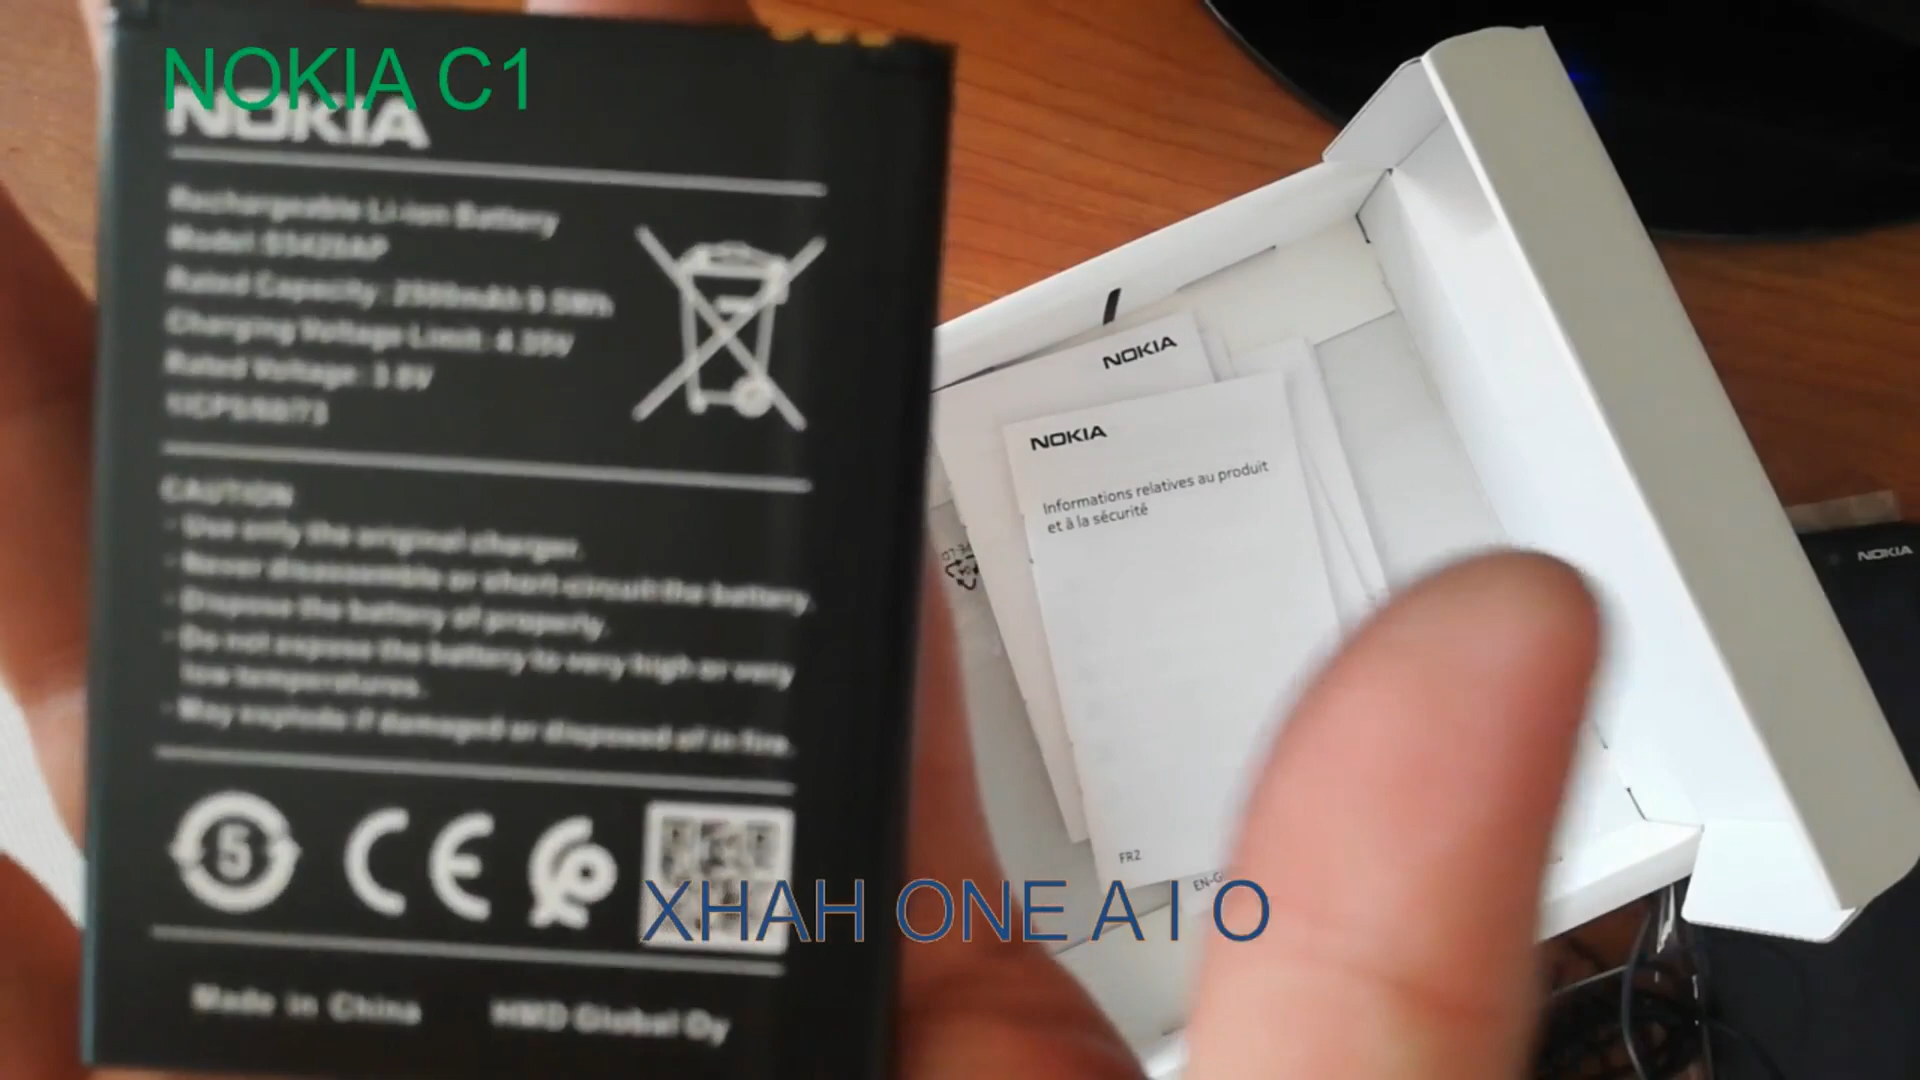 NOKIA C1
NOKIA
Rechargeable Li-ion Battery
Model:
Rated Capacity:
Charging Voltage Limit: 4.35V
Rated Voltage: 3.8V
CAUTION
- Use only the original charger.
- Never disassemble or short-circuit the battery.
- Dispose the battery of properly.
- Do not expose the battery to very high or very
low temperatures.
- May explode if damaged or disposed of in fire.
5
CE
Made in China HMD Global Oy
NOKIA
NOKIA
Informations relatives au produit
et à la sécurité
FR2
EN-G
NOKIA
XHAH ONE A I O